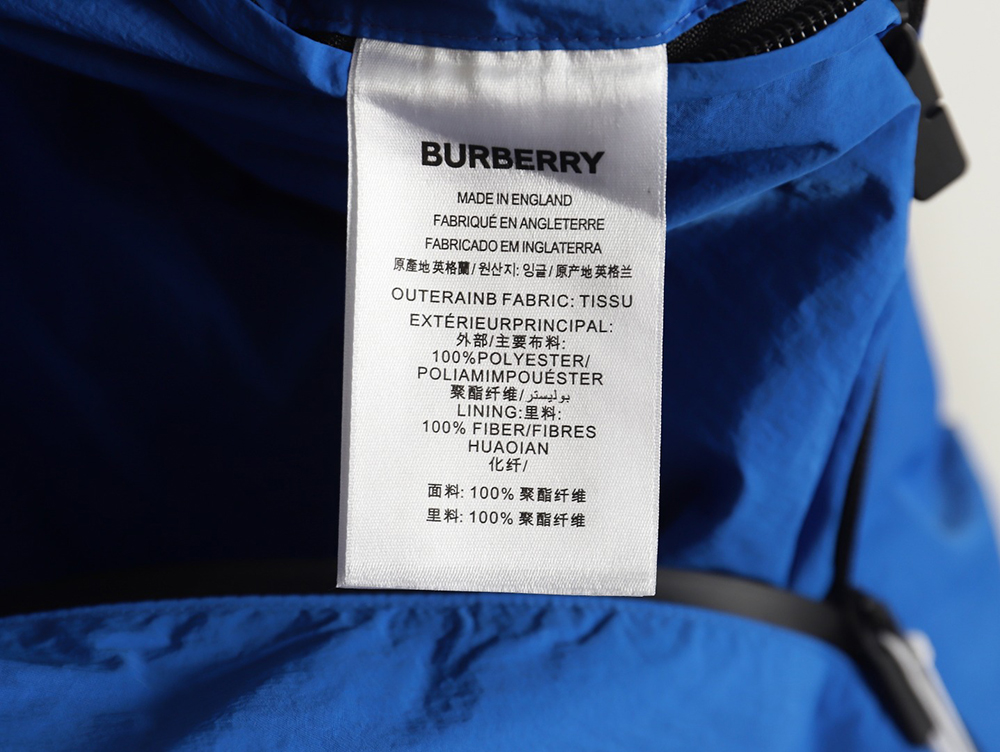 BURBERRY
MADE IN ENGLAND
FABRIQUÉ EN ANGLETERRE
FABRICADO EM INGLATERRA
原產地 英格蘭 / 원산지: 잉글 / 原产地 英格兰
OUTERAINB FABRIC: TISSU
EXTÉRIEURPRINCIPAL:
外部/主要布料:
100%POLYESTER/
POLIAMIMPOUÉSTER
聚酯纤维/بوليستر
LINING:里料:
100% FIBER/FIBRES
HUAOIAN
化纤/
面料: 100% 聚酯纤维
里料: 100% 聚酯纤维